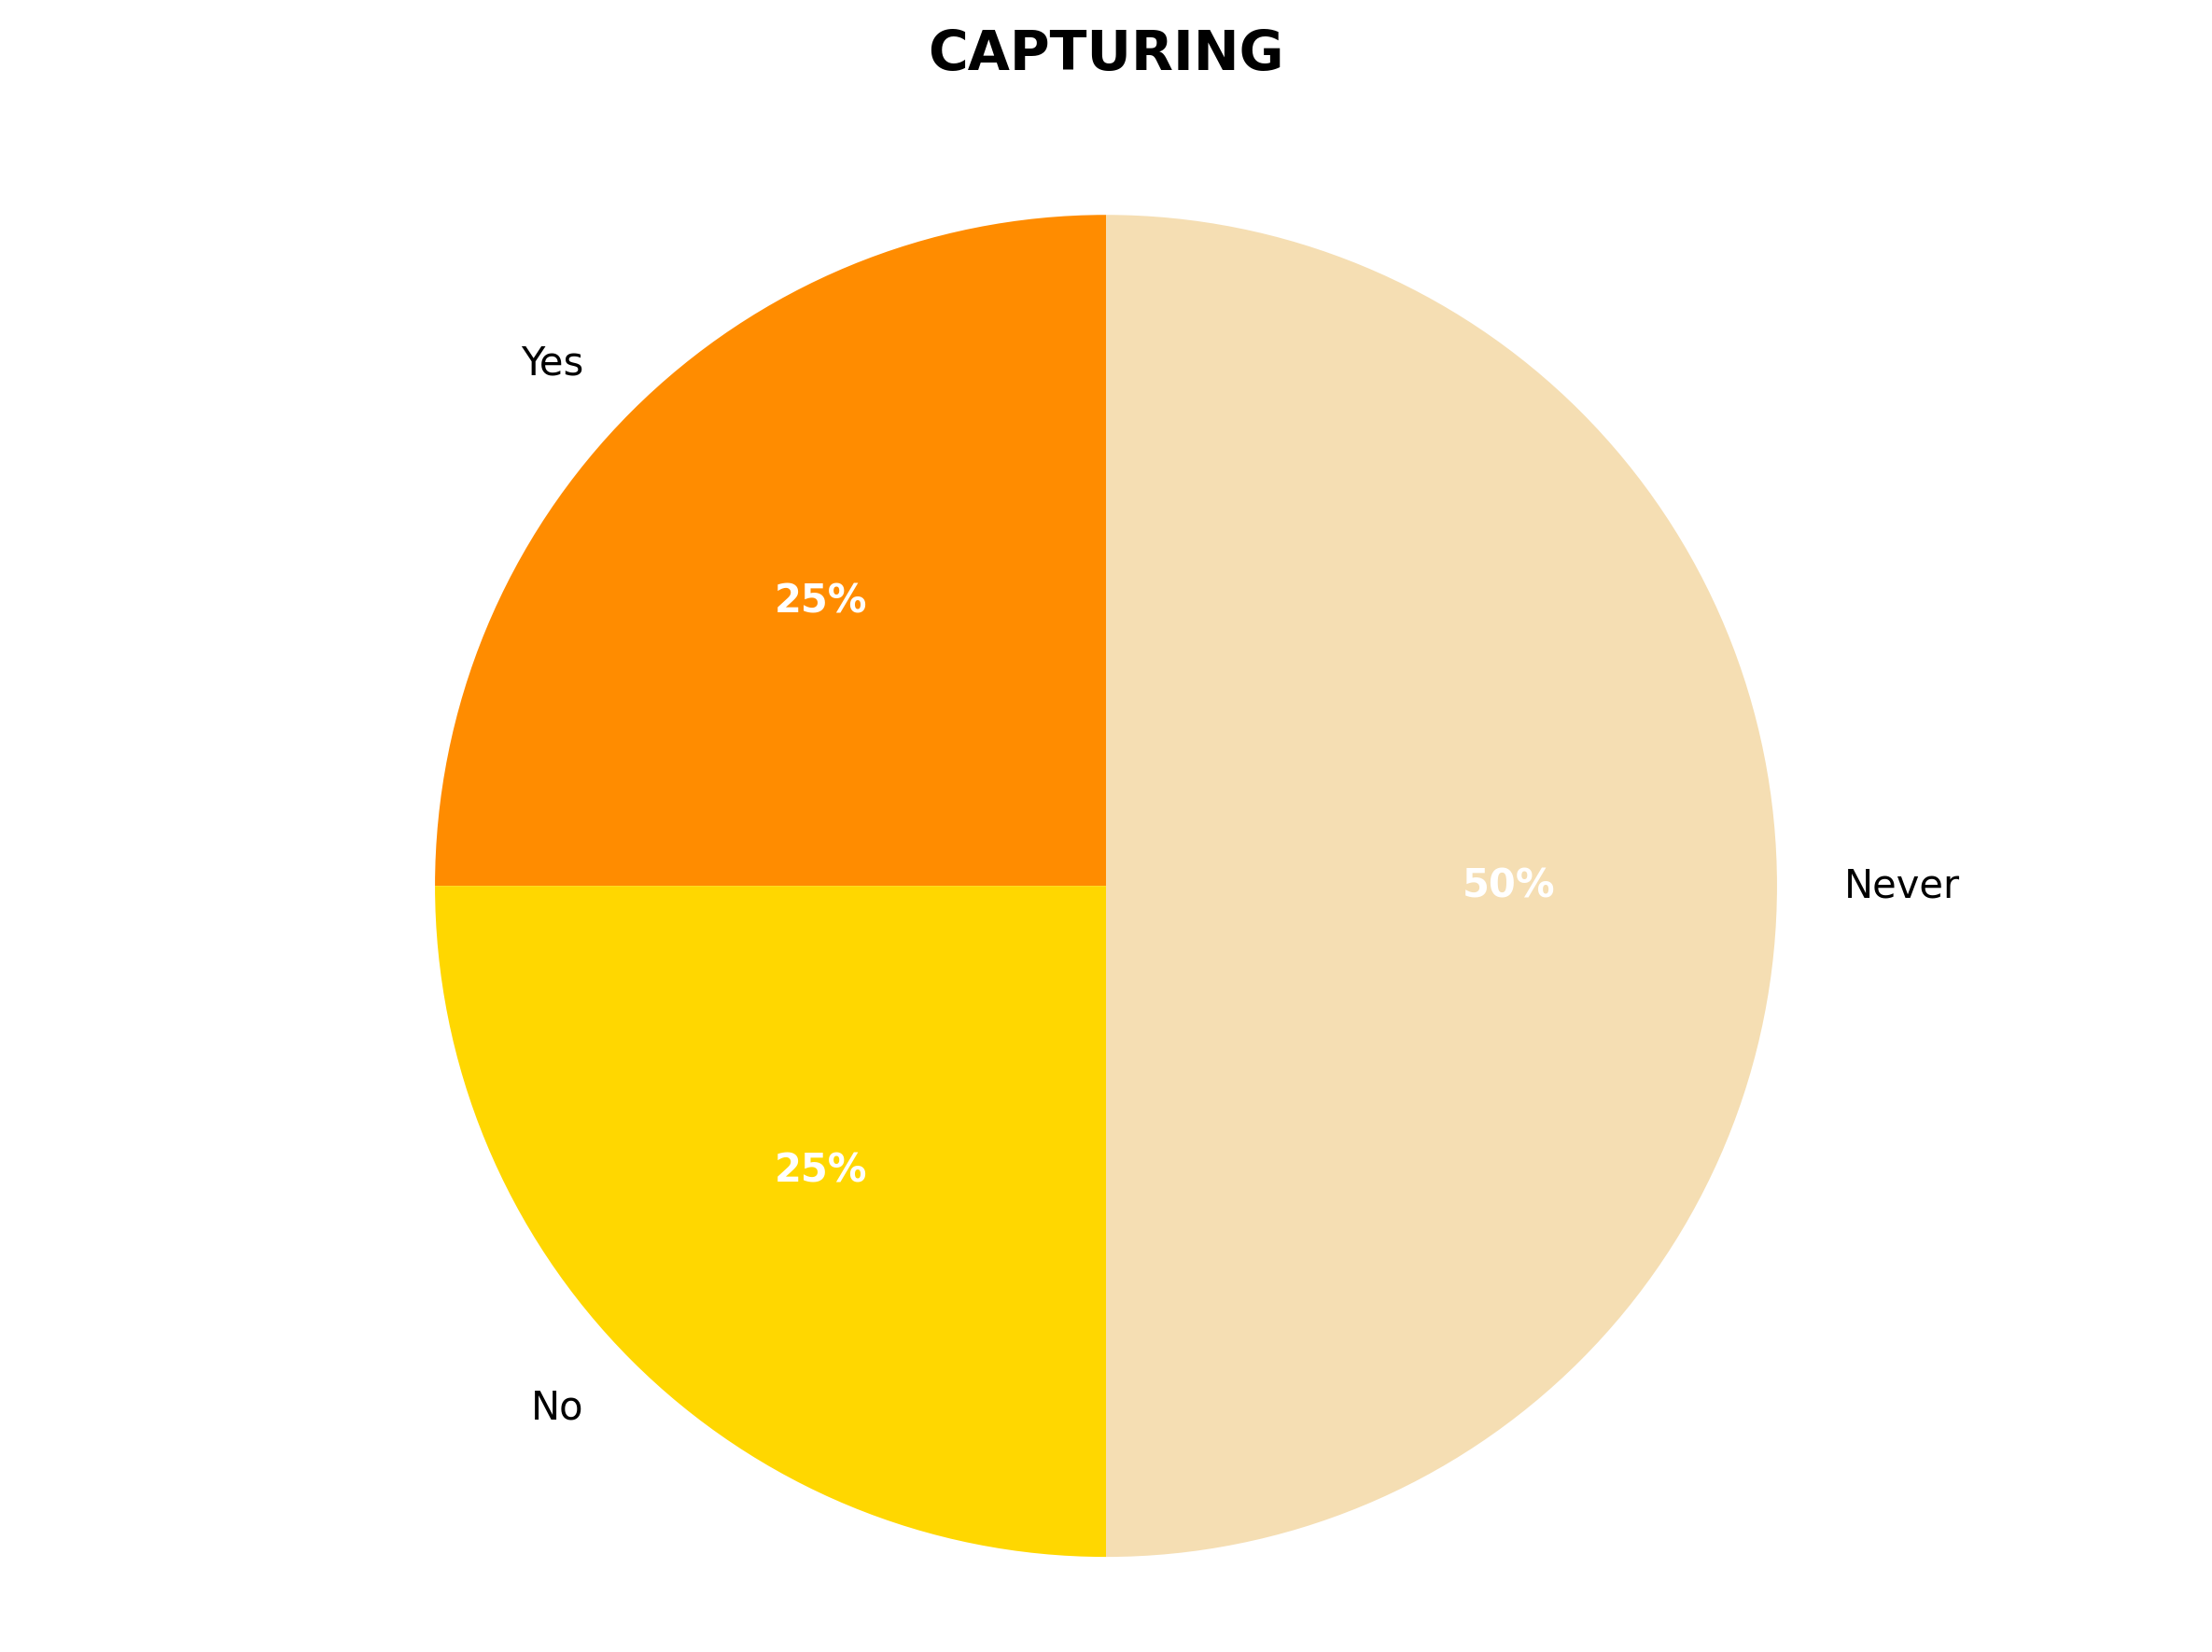 CAPTURING
Yes
25%
50%
Never
25%
No